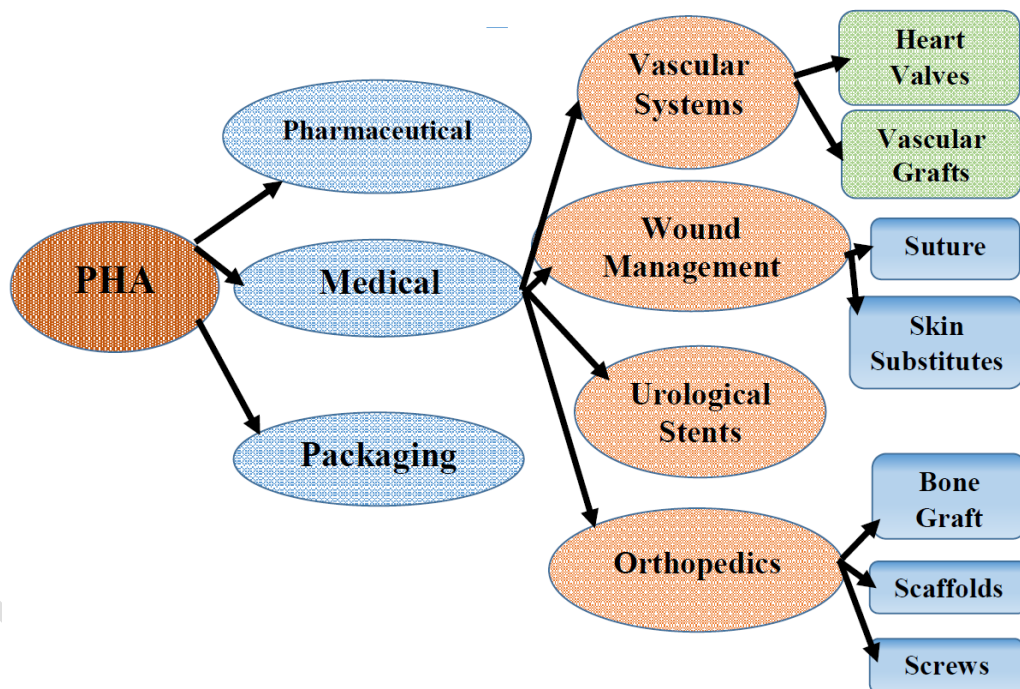 PHA
Pharmaceutical
Medical
Packaging
Vascular
Systems
Wound
Management
Urological
Stents
Orthopedics
Heart
Valves
Vascular
Grafts
Suture
Skin
Substitutes
Bone
Graft
Scaffolds
Screws